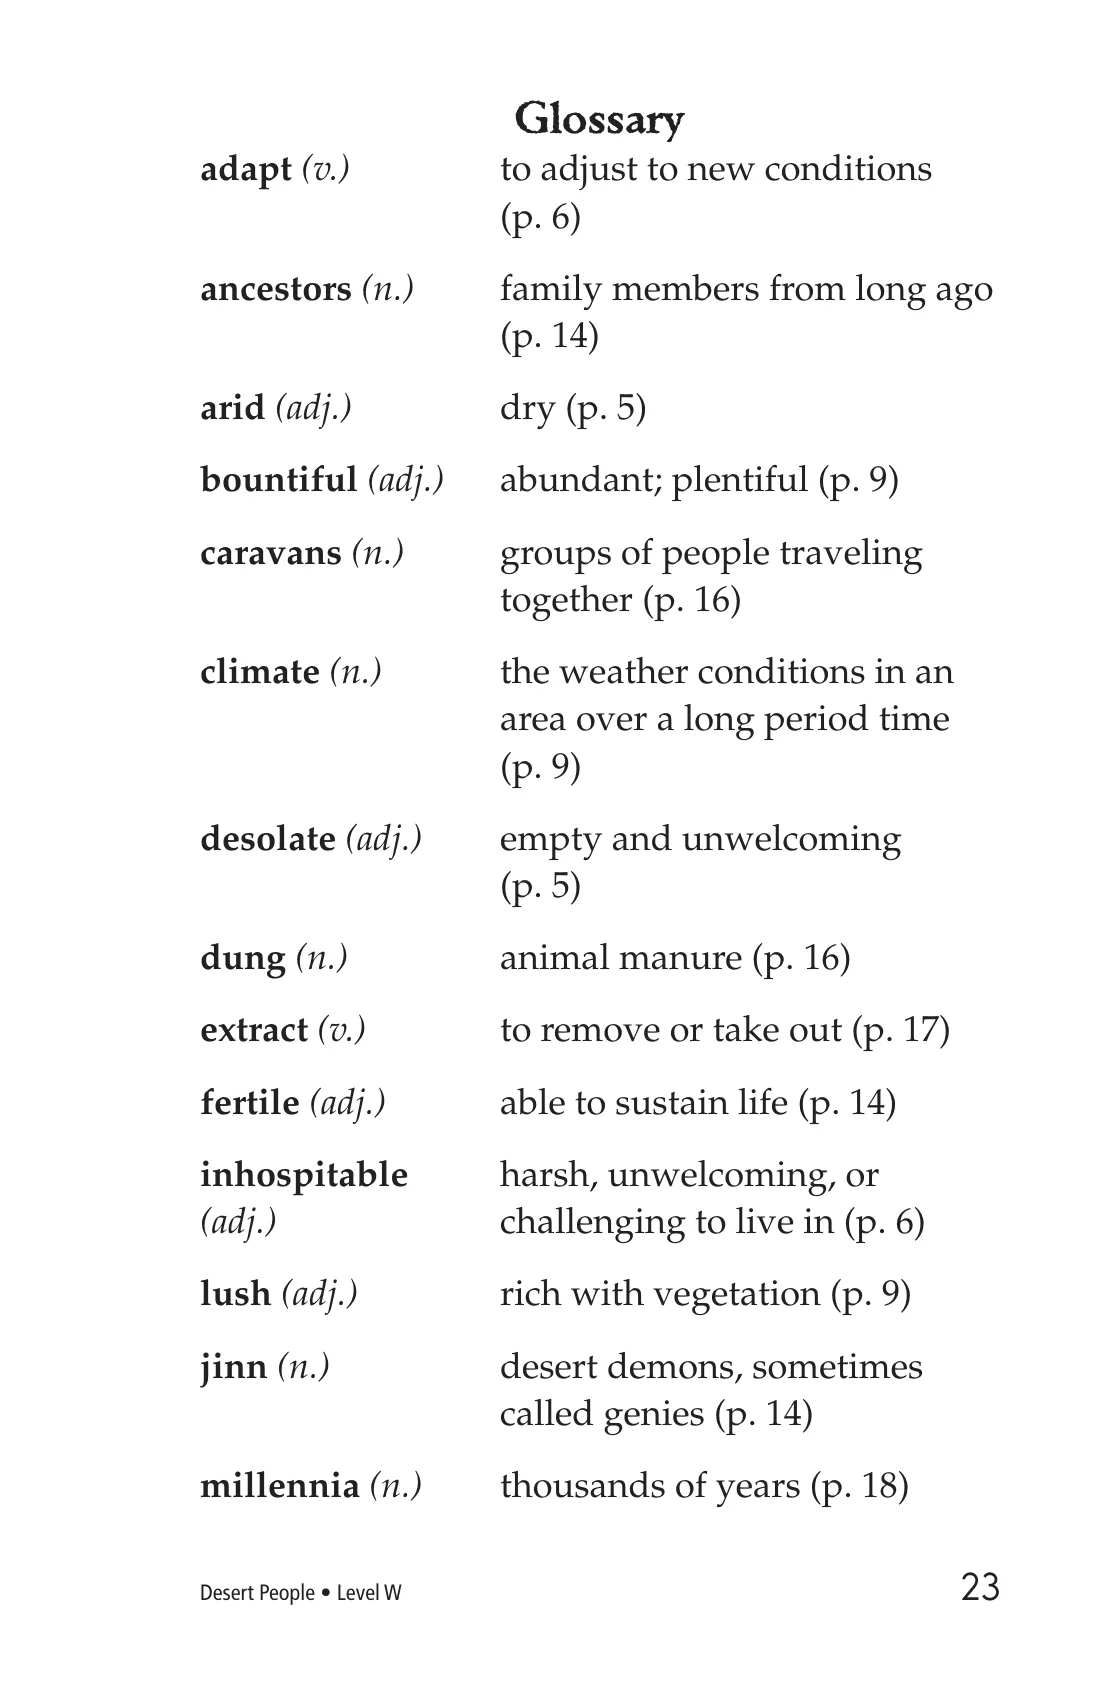 Glossary
adapt (v.) to adjust to new conditions
(p. 6)
ancestors (n.) family members from long ago
(p. 14)
arid (adj.) dry (p. 5)
bountiful (adj.) abundant; plentiful (p. 9)
caravans (n.) groups of people traveling
together (p. 16)
climate (n.) the weather conditions in an
area over a long period time
(p. 9)
desolate (adj.) empty and unwelcoming
(p. 5)
dung (n.) animal manure (p. 16)
extract (v.) to remove or take out (p. 17)
fertile (adj.) able to sustain life (p. 14)
inhospitable harsh, unwelcoming, or
(adj.) challenging to live in (p. 6)
lush (adj.) rich with vegetation (p. 9)
jinn (n.) desert demons, sometimes
called genies (p. 14)
millennia (n.) thousands of years (p. 18)
Desert People • Level W 23